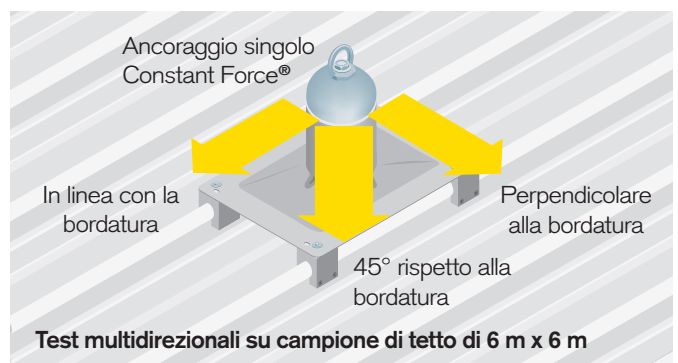 Ancoraggio singolo
Constant Force®
In linea con la
bordatura
Perpendicolare
alla bordatura
45° rispetto alla
bordatura
Test multidirezionali su campione di tetto di 6 m x 6 m